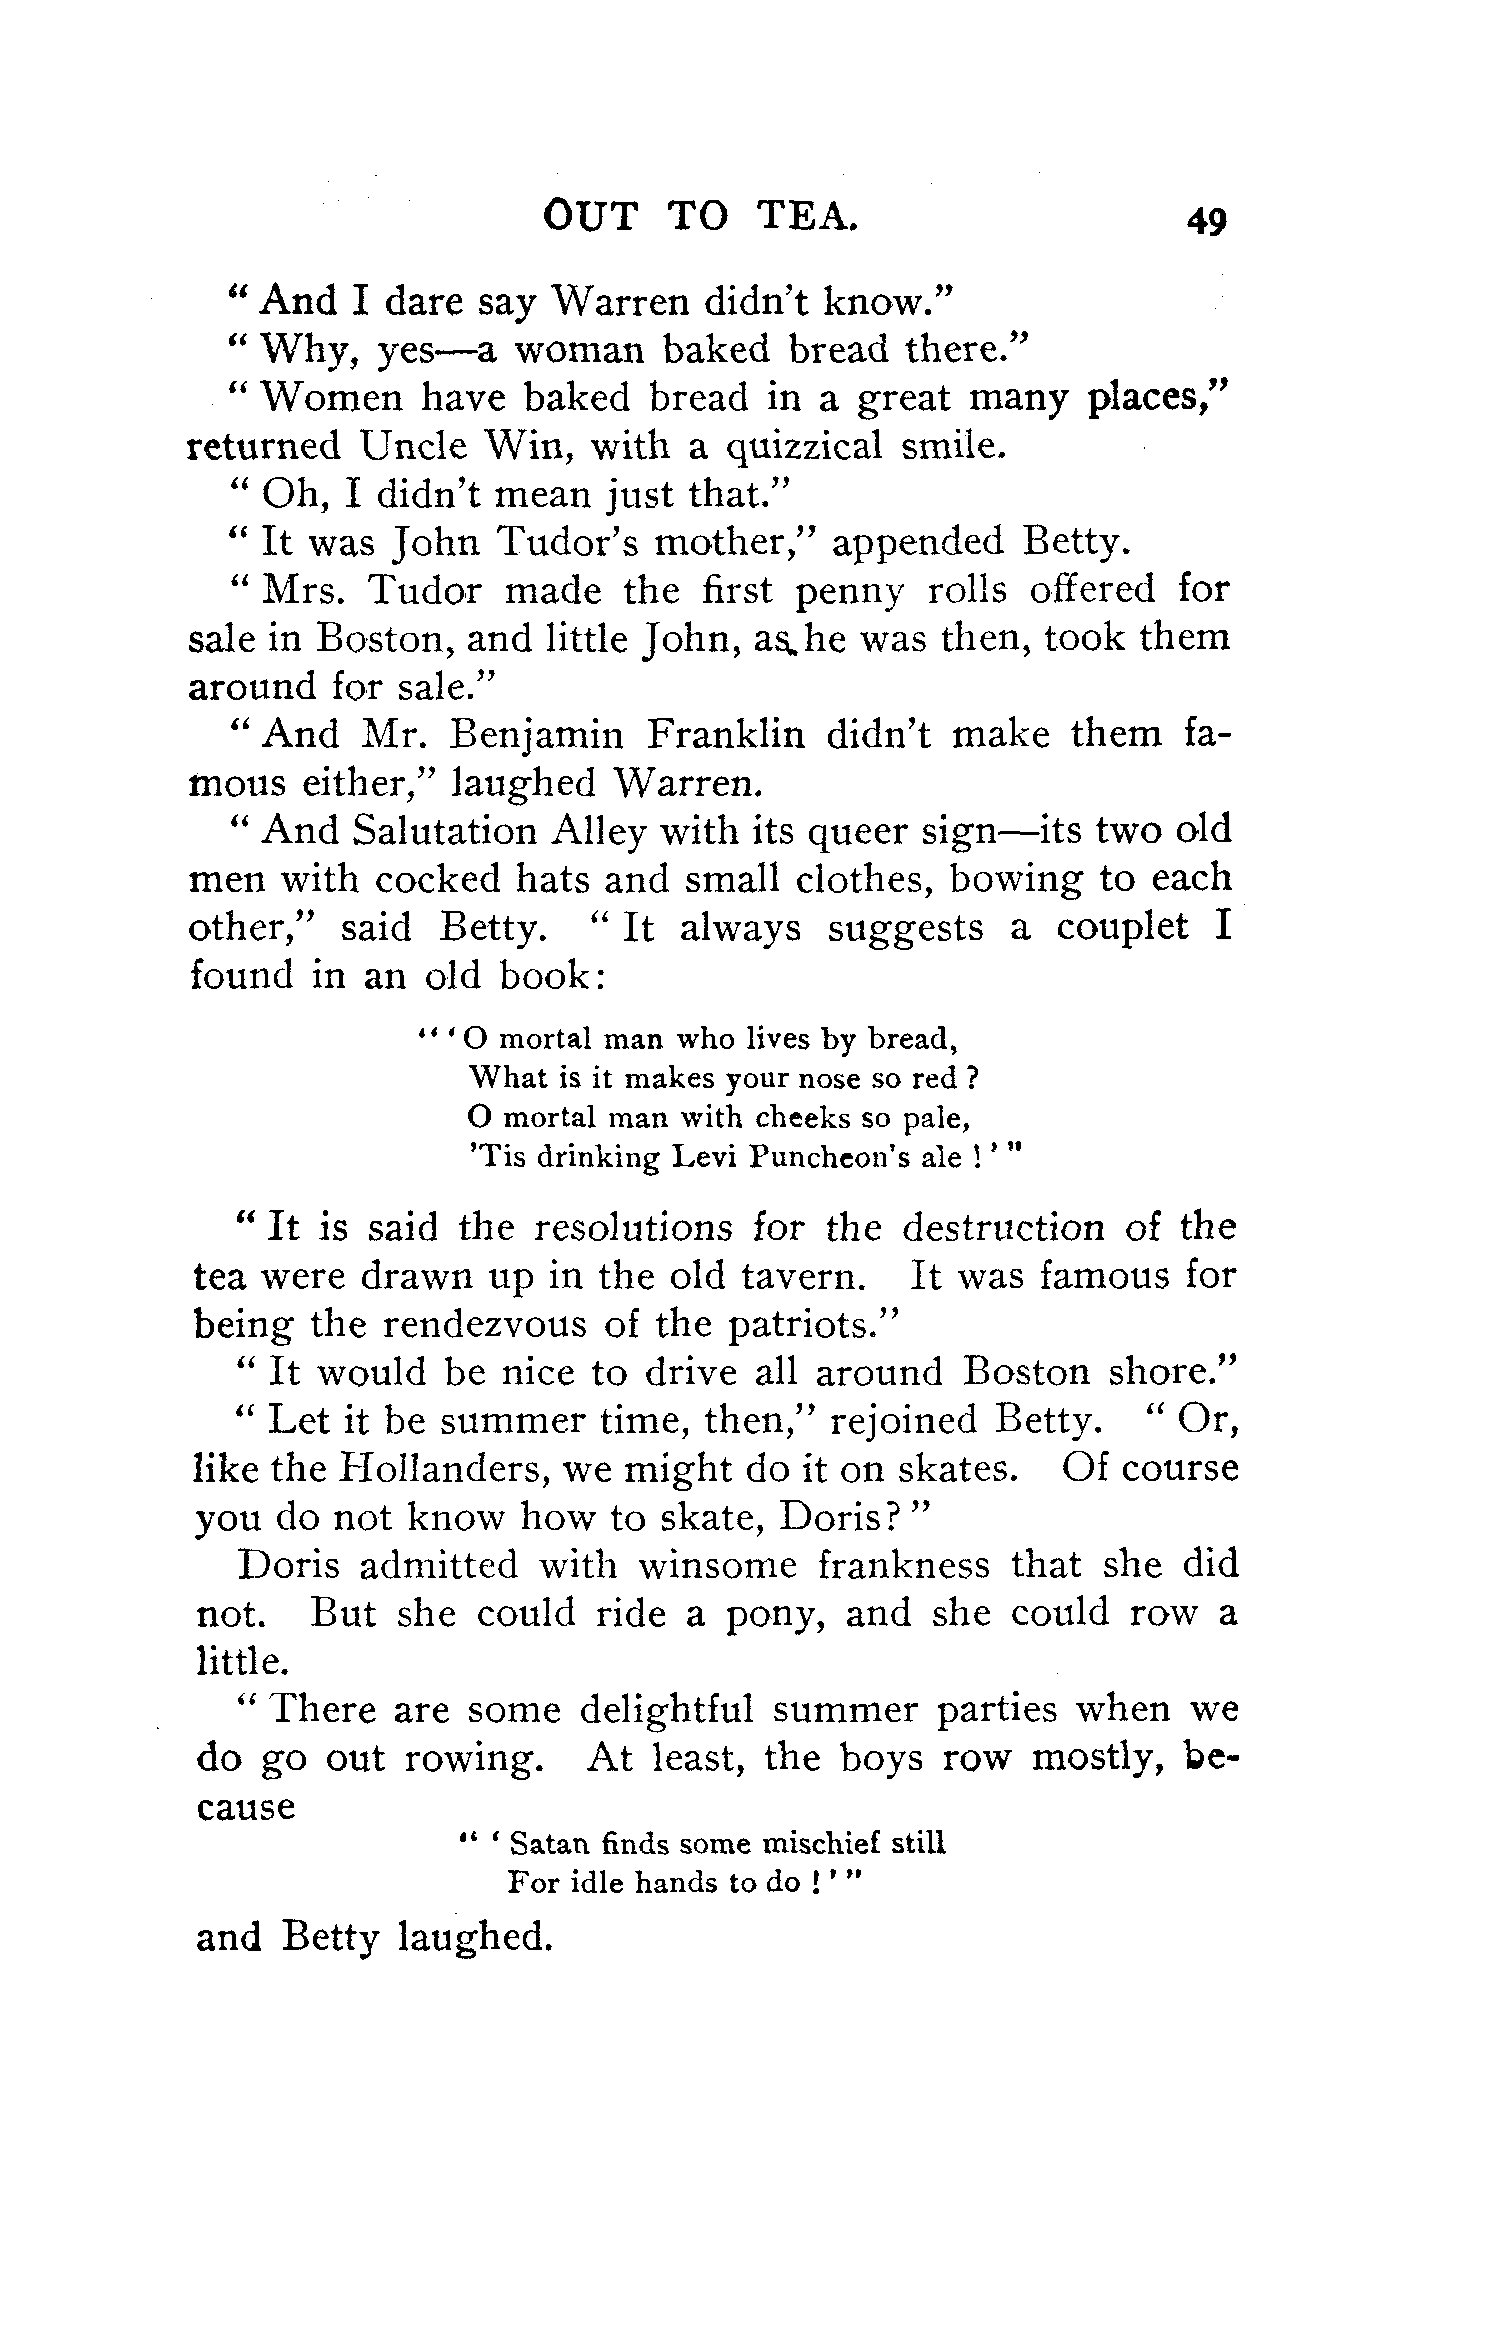 OUT TO TEA. 49
“ And I dare say Warren didn’t know.”
“ Why, yes—a woman baked bread there.”
“ Women have baked bread in a great many places,”
returned Uncle Win, with a quizzical smile.
“ Oh, I didn’t mean just that.”
“ It was John Tudor’s mother,” appended Betty.
“ Mrs. Tudor made the first penny rolls offered for
sale in Boston, and little John, as he was then, took them
around for sale.”
“ And Mr. Benjamin Franklin didn’t make them fa-
mous either,” laughed Warren.
“ And Salutation Alley with its queer sign—its two old
men with cocked hats and small clothes, bowing to each
other,” said Betty. “ It always suggests a couplet I
found in an old book:
“ ‘ O mortal man who lives by bread,
What is it makes your nose so red ?
O mortal man with cheeks so pale,
’Tis drinking Levi Puncheon’s ale ! ’ ”
“ It is said the resolutions for the destruction of the
tea were drawn up in the old tavern. It was famous for
being the rendezvous of the patriots.”
“ It would be nice to drive all around Boston shore.”
“ Let it be summer time, then,” rejoined Betty. “ Or,
like the Hollanders, we might do it on skates. Of course
you do not know how to skate, Doris? ”
Doris admitted with winsome frankness that she did
not. But she could ride a pony, and she could row a
little.
“ There are some delightful summer parties when we
do go out rowing. At least, the boys row mostly, be-
cause
“ ‘ Satan finds some mischief still
For idle hands to do ! ’ ”
and Betty laughed.